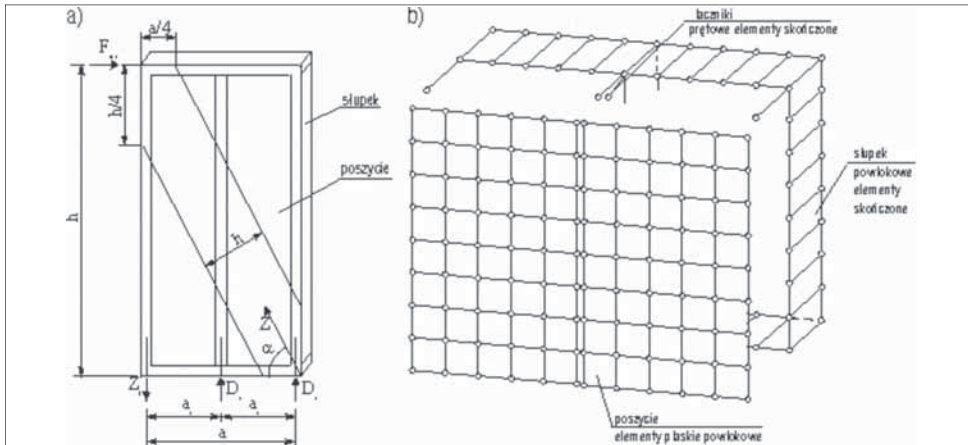 a)
a/4
F
h/4
słupek
poszycie
h
h
Z
α
Z
D
D
a
a
a
b)
łączniki
prętowe elementy skończone
słupek
powłokowe
elementy
skończone
poszycie
elementy płaskie powłokowe